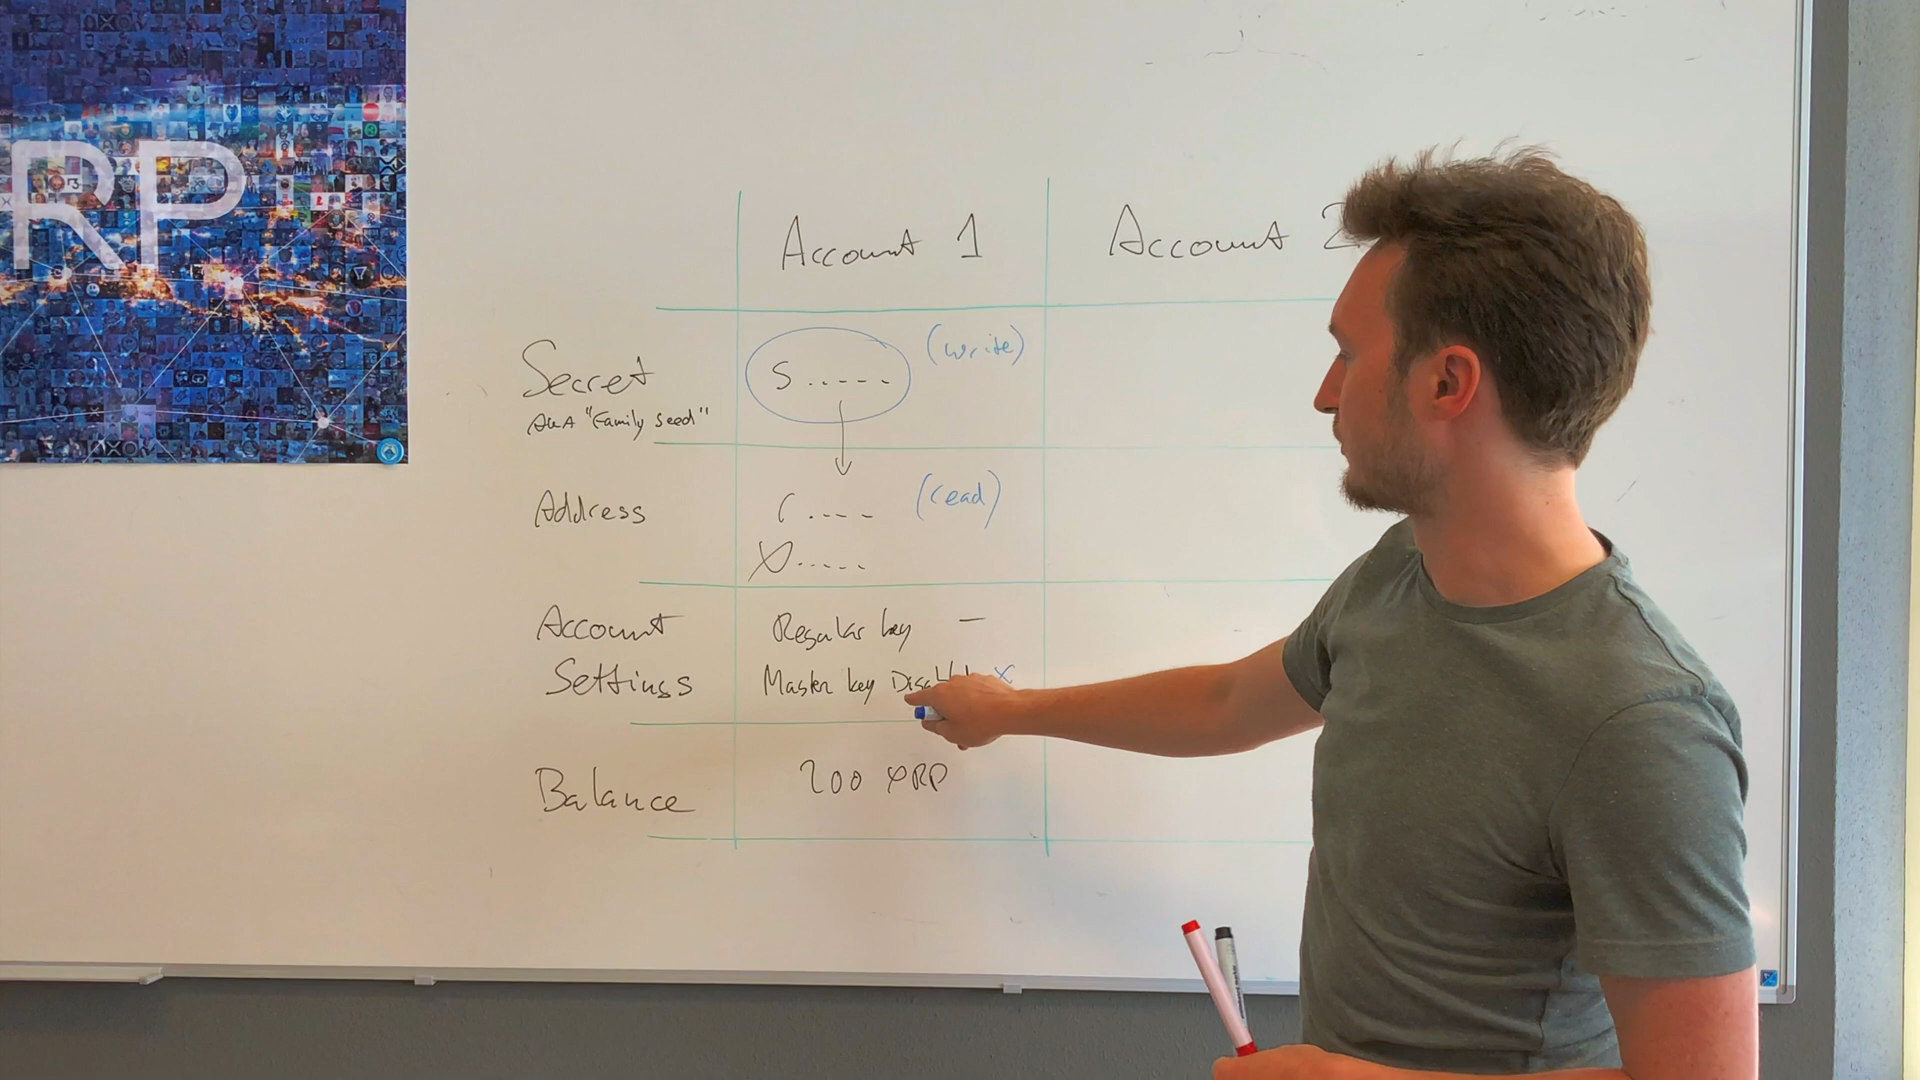 RP
Account 1
Account 2
Secret
AKA "Family Seed"
S.....
(write)
Address
r....
(read)
X.....
Account
Settings
Regular key -
Master key X
Balance
200 XRP